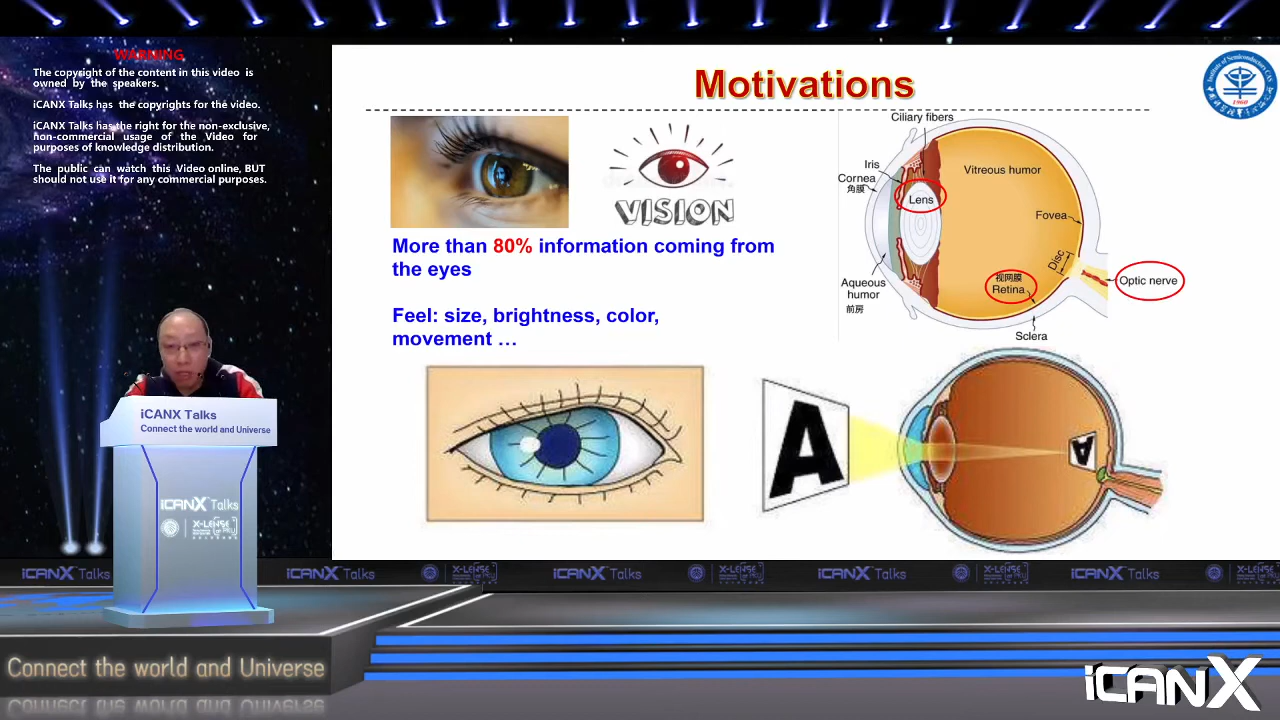 WARNING
The copyright of the content in this video is
owned by the speakers.
iCANX Talks has the copyrights for the video.
iCANX Talks has the right for the non-exclusive,
non-commercial usage of the Video for
purposes of knowledge distribution.
The public can watch this Video online, BUT
should not use it for any commercial purposes.
Motivations
1960
VISION
More than 80% information coming from
the eyes
Feel: size, brightness, color,
movement …
Ciliary fibers
Iris
Cornea
角膜
Lens
Vitreous humor
Fovea
Disc
Aqueous
humor
前房
视网膜
Retina
Optic nerve
Sclera
A
A
iCANX Talks
Connect the world and Universe
iCANX Talks
X-LENSE
iCANX Talks
X-LENSE
iCANX Talks
X-LENSE
iCANX Talks
X-LENSE
iCANX Talks
X-LENSE
iCANX Talks
Connect the world and Universe
iCANX